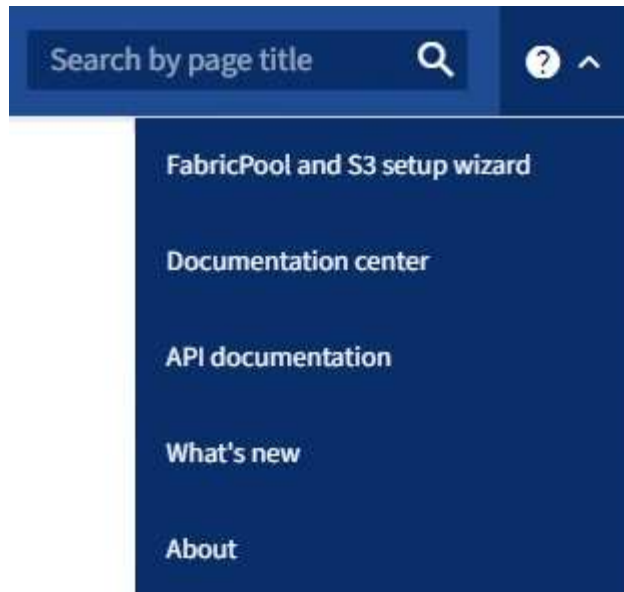 Search by page title
FabricPool and S3 setup wizard
Documentation center
API documentation
What's new
About